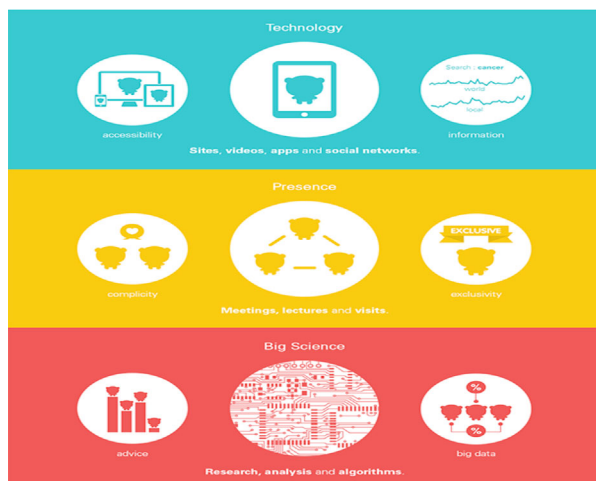 Technology
Search : cancer
world
local
accessibility
information
Sites, videos, apps and social networks.
Presence
EXCLUSIVE
complicity
exclusivity
Meetings, lectures and visits.
Big Science
%
%
advice
big data
Research, analysis and algorithms.